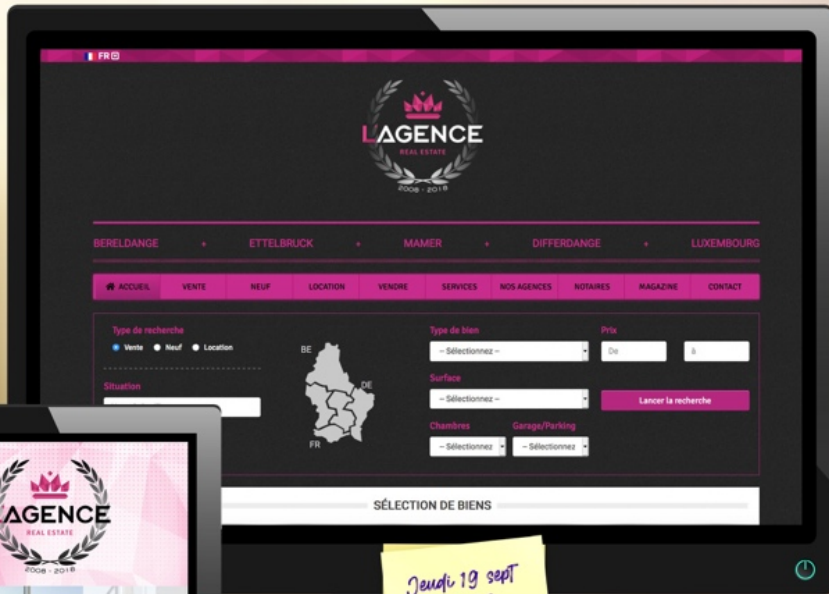 FR
L'AGENCE
REAL ESTATE
2008 - 2018
BERELDANGE + ETTELBRUCK + MAMER + DIFFERDANGE + LUXEMBOURG
ACCUEIL VENTE NEUF LOCATION VENDRE SERVICES NOS AGENCES NOTAIRES MAGAZINE CONTACT
Type de recherche
Vente Neuf Location
Situation
BE
DE
FR
Type de bien
-- Sélectionnez --
Surface
-- Sélectionnez --
Chambres Garage/Parking
-- Sélectionnez -- Sélectionnez
Prix
De à
Lancer la recherche
SÉLECTION DE BIENS
AGENCE
REAL ESTATE
2008 - 2018
Jeudi 19 sept